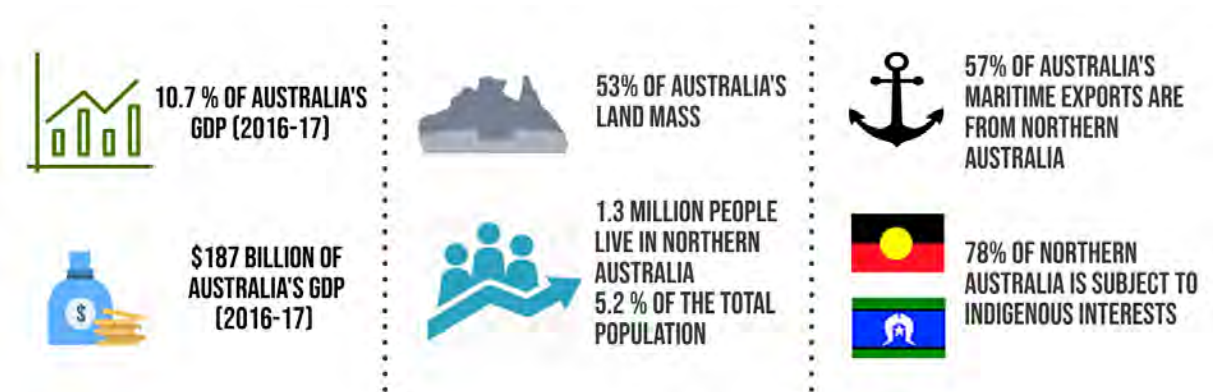 10.7 % OF AUSTRALIA'S
GDP (2016-17)
$187 BILLION OF
AUSTRALIA'S GDP
(2016-17)
$
53% OF AUSTRALIA'S
LAND MASS
1.3 MILLION PEOPLE
LIVE IN NORTHERN
AUSTRALIA
5.2 % OF THE TOTAL
POPULATION
57% OF AUSTRALIA'S
MARITIME EXPORTS ARE
FROM NORTHERN
AUSTRALIA
78% OF NORTHERN
AUSTRALIA IS SUBJECT TO
INDIGENOUS INTERESTS